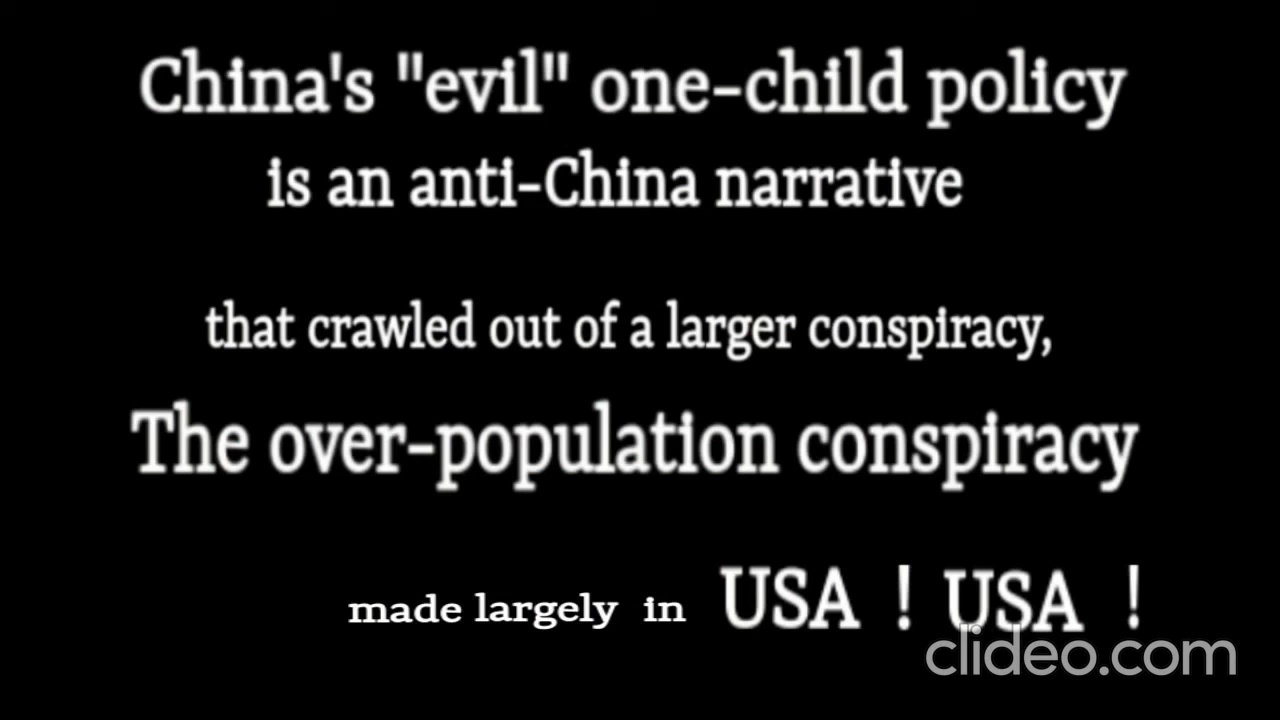 China's "evil" one-child policy
is an anti-China narrative
that crawled out of a larger conspiracy,
The over-population conspiracy
made largely in USA ! USA !
clideo.com